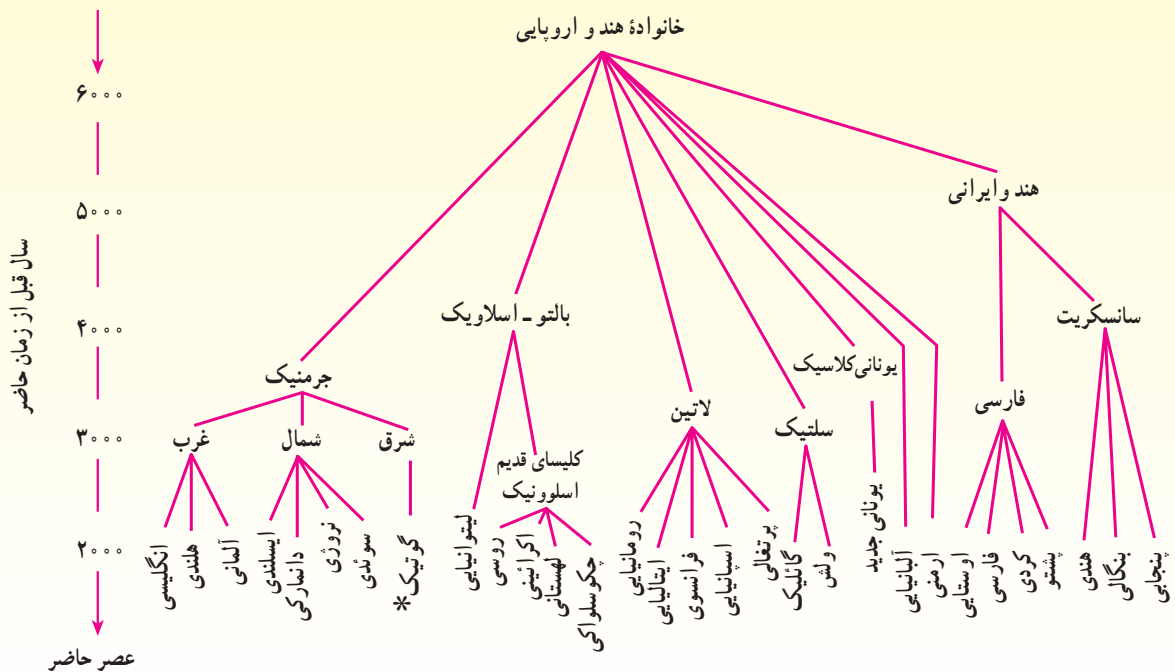 خانوادهٔ هند و اروپایی
سال قبل از زمان حاضر
۶۰۰۰
۵۰۰۰
۴۰۰۰
۳۰۰۰
۲۰۰۰
عصر حاضر
هند و ایرانی
سانسکریت
پنجابی
بنگالی
هندی
فارسی
پشتو
کردی
فارسی
اوستایی
ارمنی
آلبانیایی
یونانی کلاسیک
یونانی جدید
سلتیک
ولش
گائلیک
لاتین
پرتغالی
اسپانیایی
فرانسوی
ایتالیایی
رومانیایی
بالتو ـ اسلاویک
کلیسای قدیم
اسلوونیک
چکوسلواکی
لهستانی
اکراینی
روسی
لیتوانیایی
جرمنیک
شرق
گوتیک*
شمال
سوئدی
نروژی
دانمارکی
ایسلندی
غرب
آلمانی
هلندی
انگلیسی